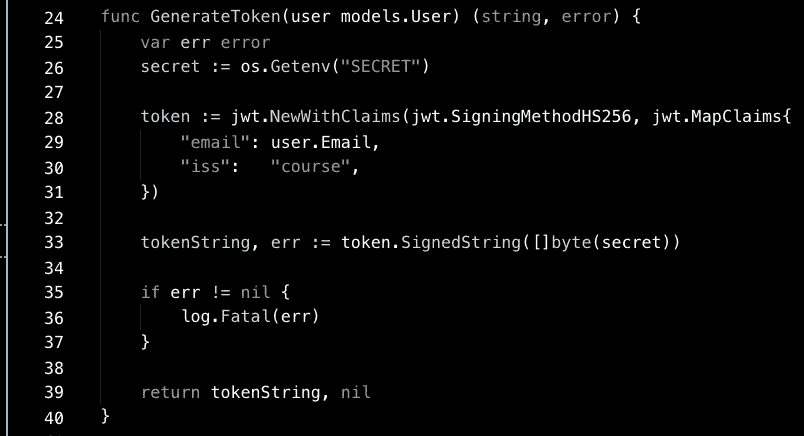 24 func GenerateToken(user models.User) (string, error) {
25     var err error
26     secret := os.Getenv("SECRET")
27
28     token := jwt.NewWithClaims(jwt.SigningMethodHS256, jwt.MapClaims{
29         "email": user.Email,
30         "iss":   "course",
31     })
32
33     tokenString, err := token.SignedString([]byte(secret))
34
35     if err != nil {
36         log.Fatal(err)
37     }
38
39     return tokenString, nil
40 }